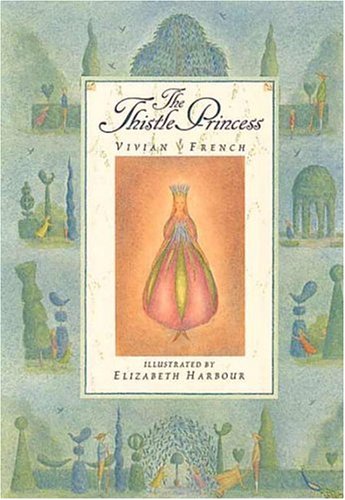 The
Thistle Princess
VIVIAN FRENCH
ILLUSTRATED BY
ELIZABETH HARBOUR